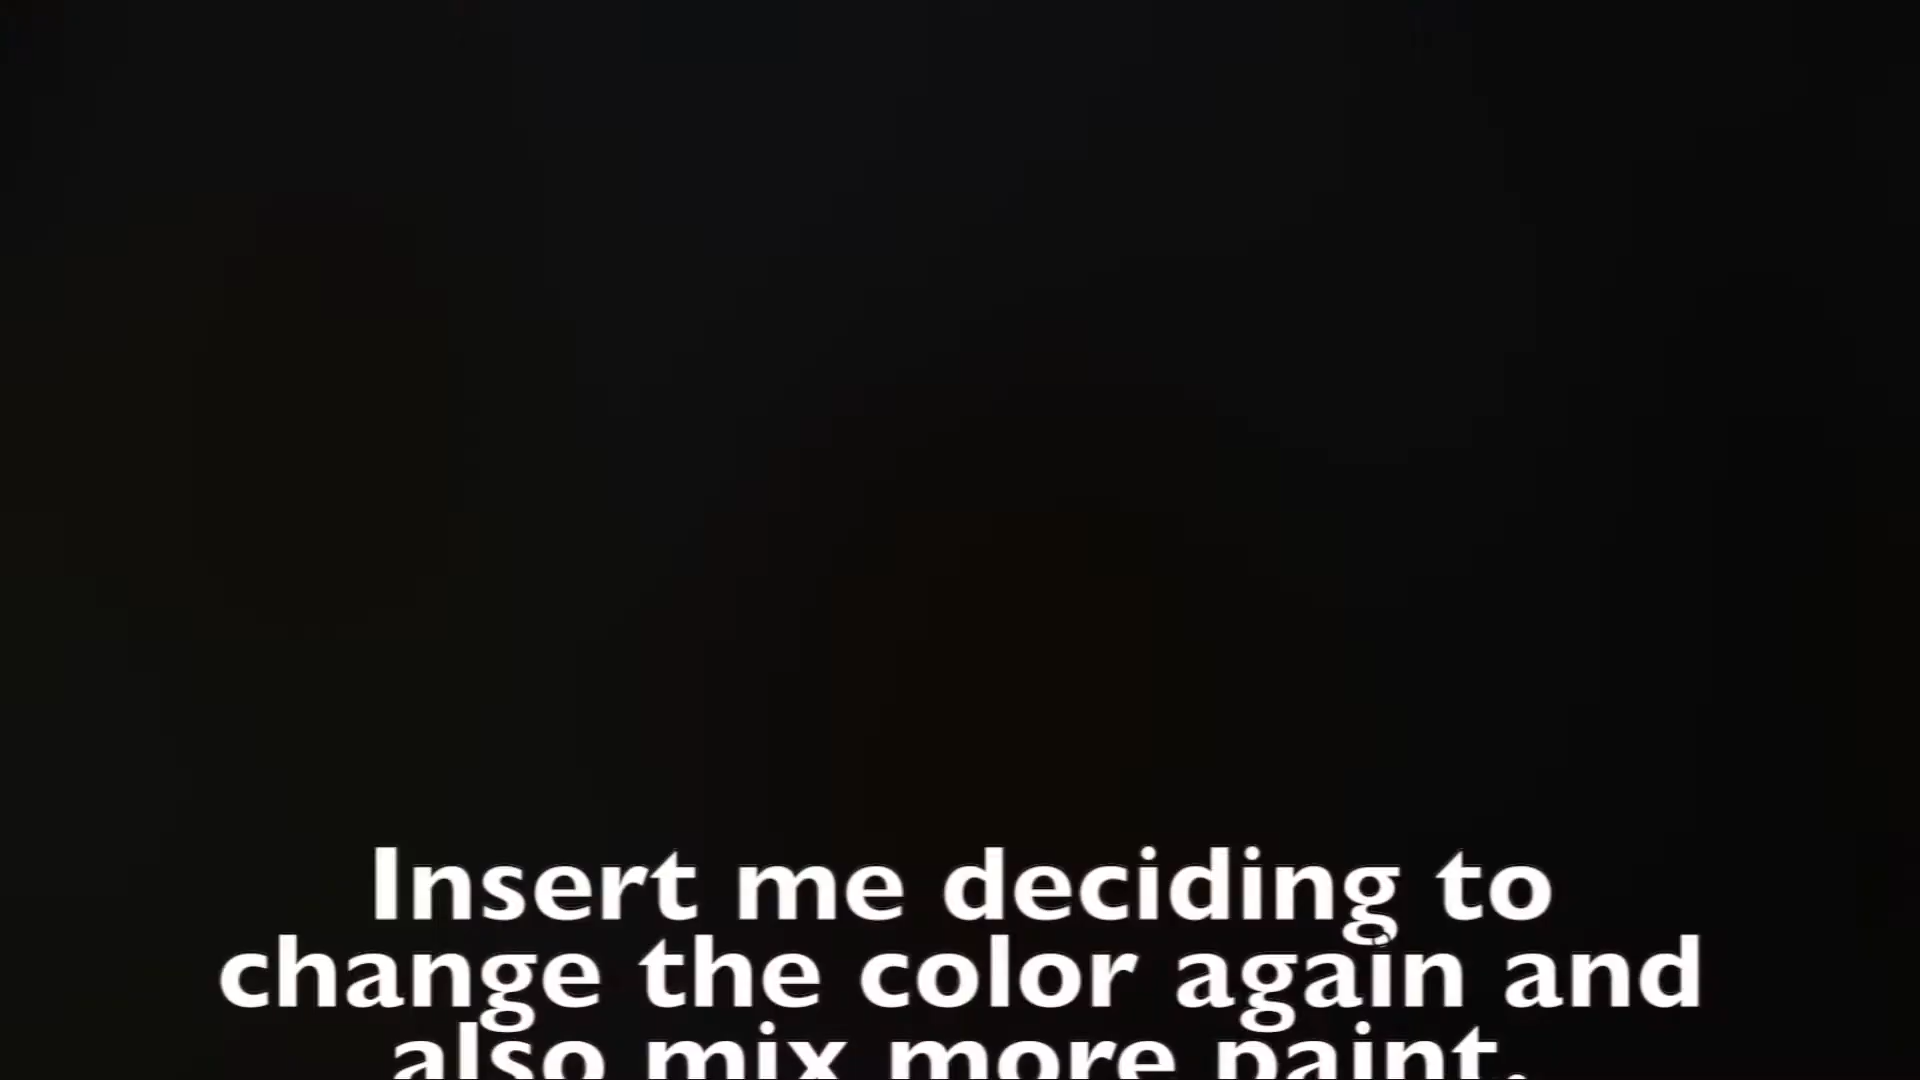 Insert me deciding to
change the color again and
also mix more paint.